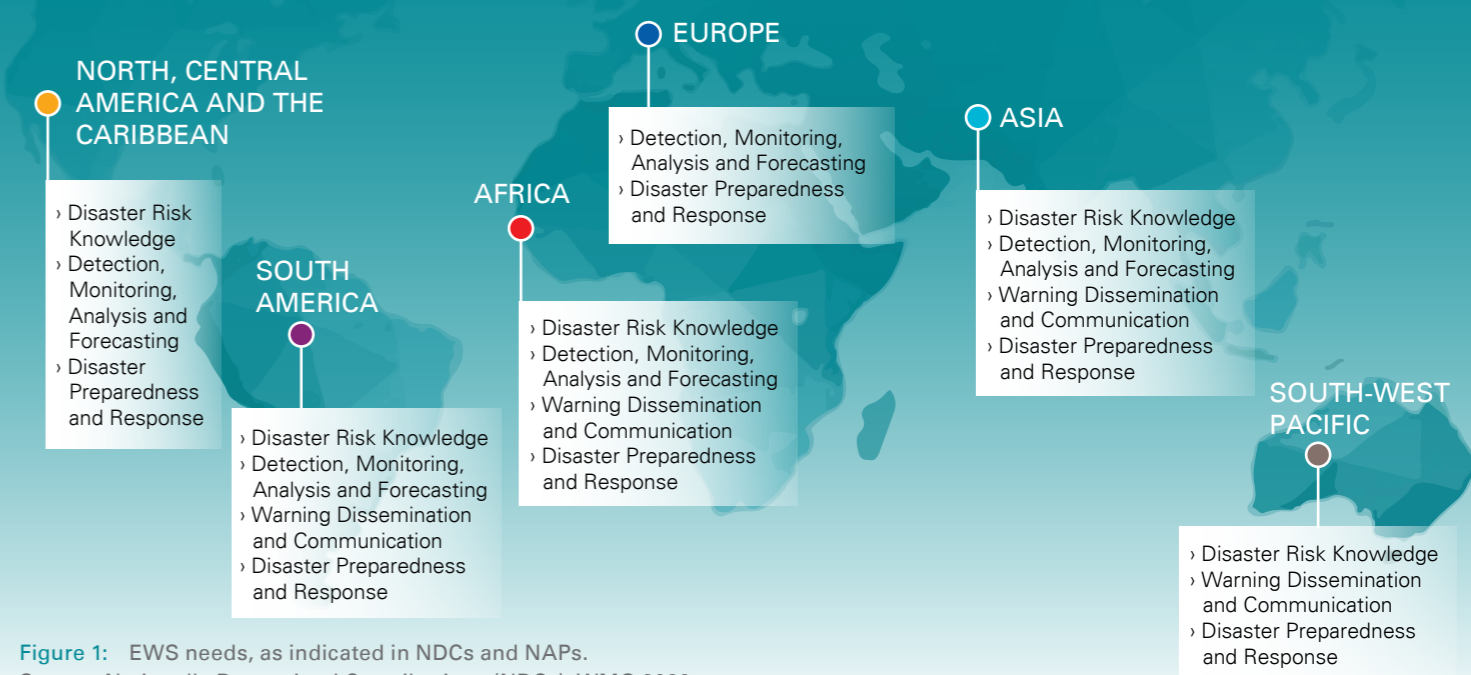 NORTH, CENTRAL
AMERICA AND THE
CARIBBEAN
› Disaster Risk
Knowledge
› Detection,
Monitoring,
Analysis and
Forecasting
› Disaster
Preparedness
and Response
SOUTH
AMERICA
› Disaster Risk Knowledge
› Detection, Monitoring,
Analysis and Forecasting
› Warning Dissemination
and Communication
› Disaster Preparedness
and Response
EUROPE
› Detection, Monitoring,
Analysis and Forecasting
› Disaster Preparedness
and Response
AFRICA
› Disaster Risk Knowledge
› Detection, Monitoring,
Analysis and Forecasting
› Warning Dissemination
and Communication
› Disaster Preparedness
and Response
ASIA
› Disaster Risk Knowledge
› Detection, Monitoring,
Analysis and Forecasting
› Warning Dissemination
and Communication
› Disaster Preparedness
and Response
SOUTH-WEST
PACIFIC
› Disaster Risk Knowledge
› Warning Dissemination
and Communication
› Disaster Preparedness
and Response
Figure 1: EWS needs, as indicated in NDCs and NAPs.